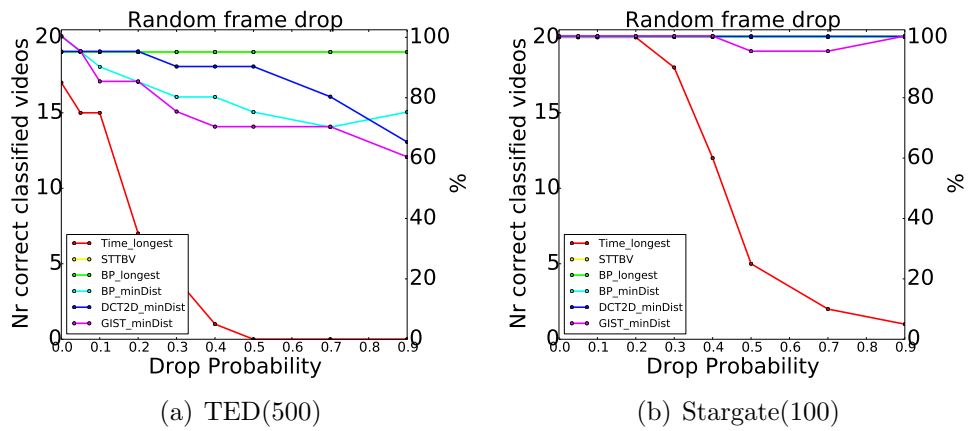 Random frame drop
Nr correct classified videos
20
15
10
5
0
100
80
60
40
20
0
%
0.0 0.1 0.2 0.3 0.4 0.5 0.6 0.7 0.8 0.9
Drop Probability
Time_longest
STTBV
BP_longest
BP_minDist
DCT2D_minDist
GIST_minDist
(a) TED(500)
Random frame drop
Nr correct classified videos
20
15
10
5
0
100
80
60
40
20
0
%
0.0 0.1 0.2 0.3 0.4 0.5 0.6 0.7 0.8 0.9
Drop Probability
Time_longest
STTBV
BP_longest
BP_minDist
DCT2D_minDist
GIST_minDist
(b) Stargate(100)